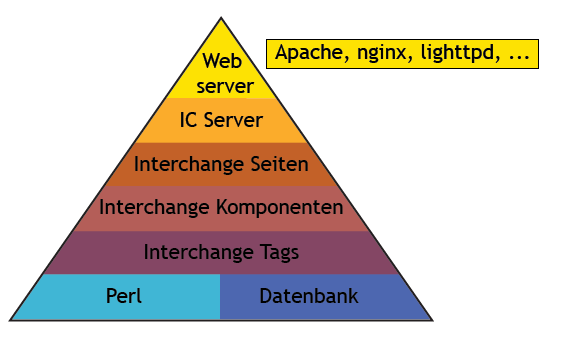 Web
server
Apache, nginx, lighttpd, ...
IC Server
Interchange Seiten
Interchange Komponenten
Interchange Tags
Perl
Datenbank